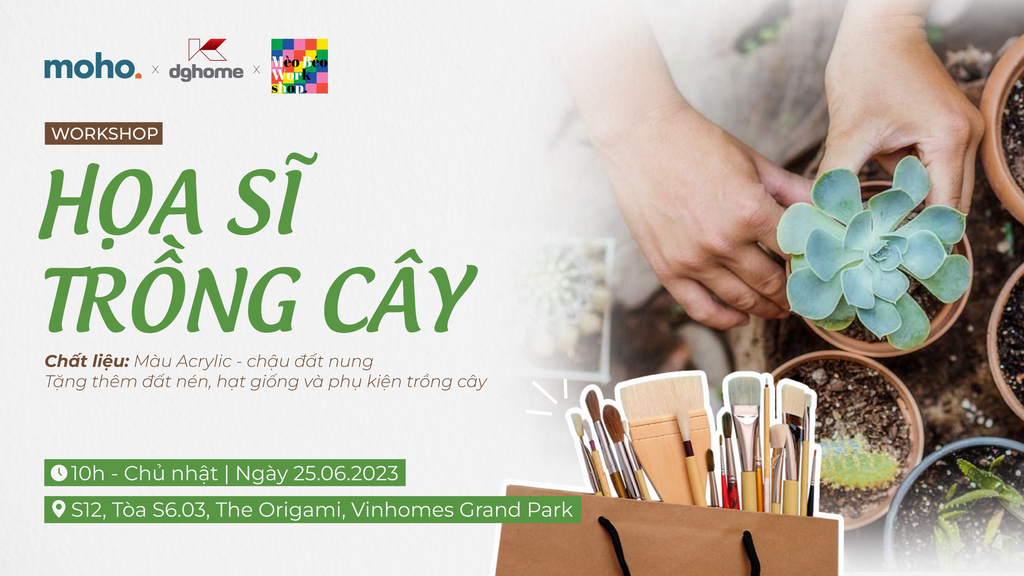 moho. x dghome x Mèo Béo
Work
shop.
WORKSHOP
HỌA SĨ
TRỒNG CÂY
Chất liệu: Màu Acrylic - chậu đất nung
Tặng thêm đất nén, hạt giống và phụ kiện trồng cây
10h - Chủ nhật | Ngày 25.06.2023
S12, Tòa S6.03, The Origami, Vinhomes Grand Park